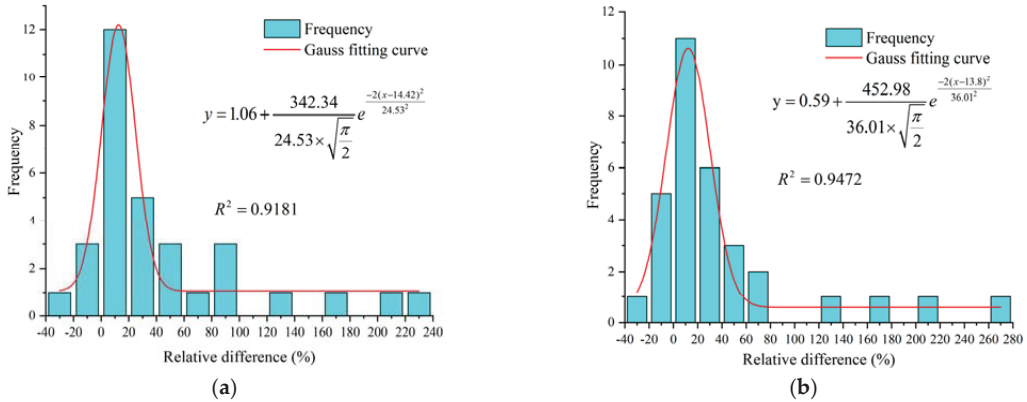 Frequency
Gauss fitting curve
y = 1.06 + 342.34 / (24.53 × √(π/2)) e^(-2(x−14.42)²/24.53²)
R² = 0.9181
Frequency
12
10
8
6
4
2
0
-40 -20 0 20 40 60 80 100 120 140 160 180 200 220 240
Relative difference (%)
(a)
Frequency
Gauss fitting curve
y = 0.59 + 452.98 / (36.01 × √(π/2)) e^(-2(x−13.8)²/36.01²)
R² = 0.9472
Frequency
12
10
8
6
4
2
0
-40 -20 0 20 40 60 80 100 120 140 160 180 200 220 240 260 280
Relative difference (%)
(b)